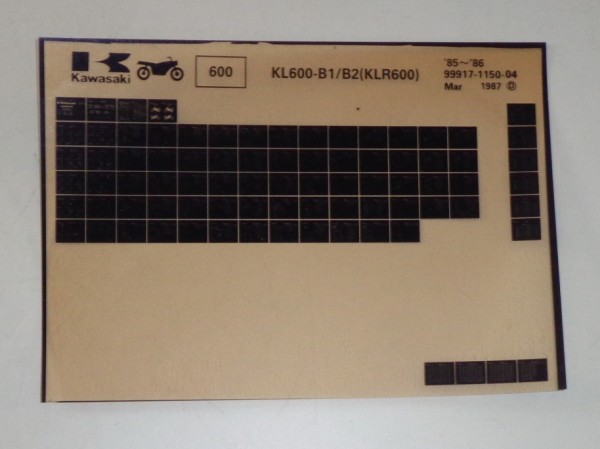 Kawasaki
600
KL600-B1/B2(KLR600)
'85~'86
99917-1150-04
Mar 1987 Ⓓ